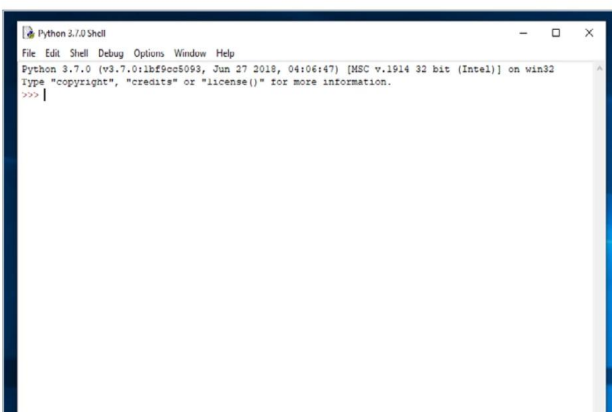 Python 3.7.0 Shell
File Edit Shell Debug Options Window Help
Python 3.7.0 (v3.7.0:1bf9cc5093, Jun 27 2018, 04:06:47) [MSC v.1914 32 bit (Intel)] on win32
Type "copyright", "credits" or "license()" for more information.
>>>